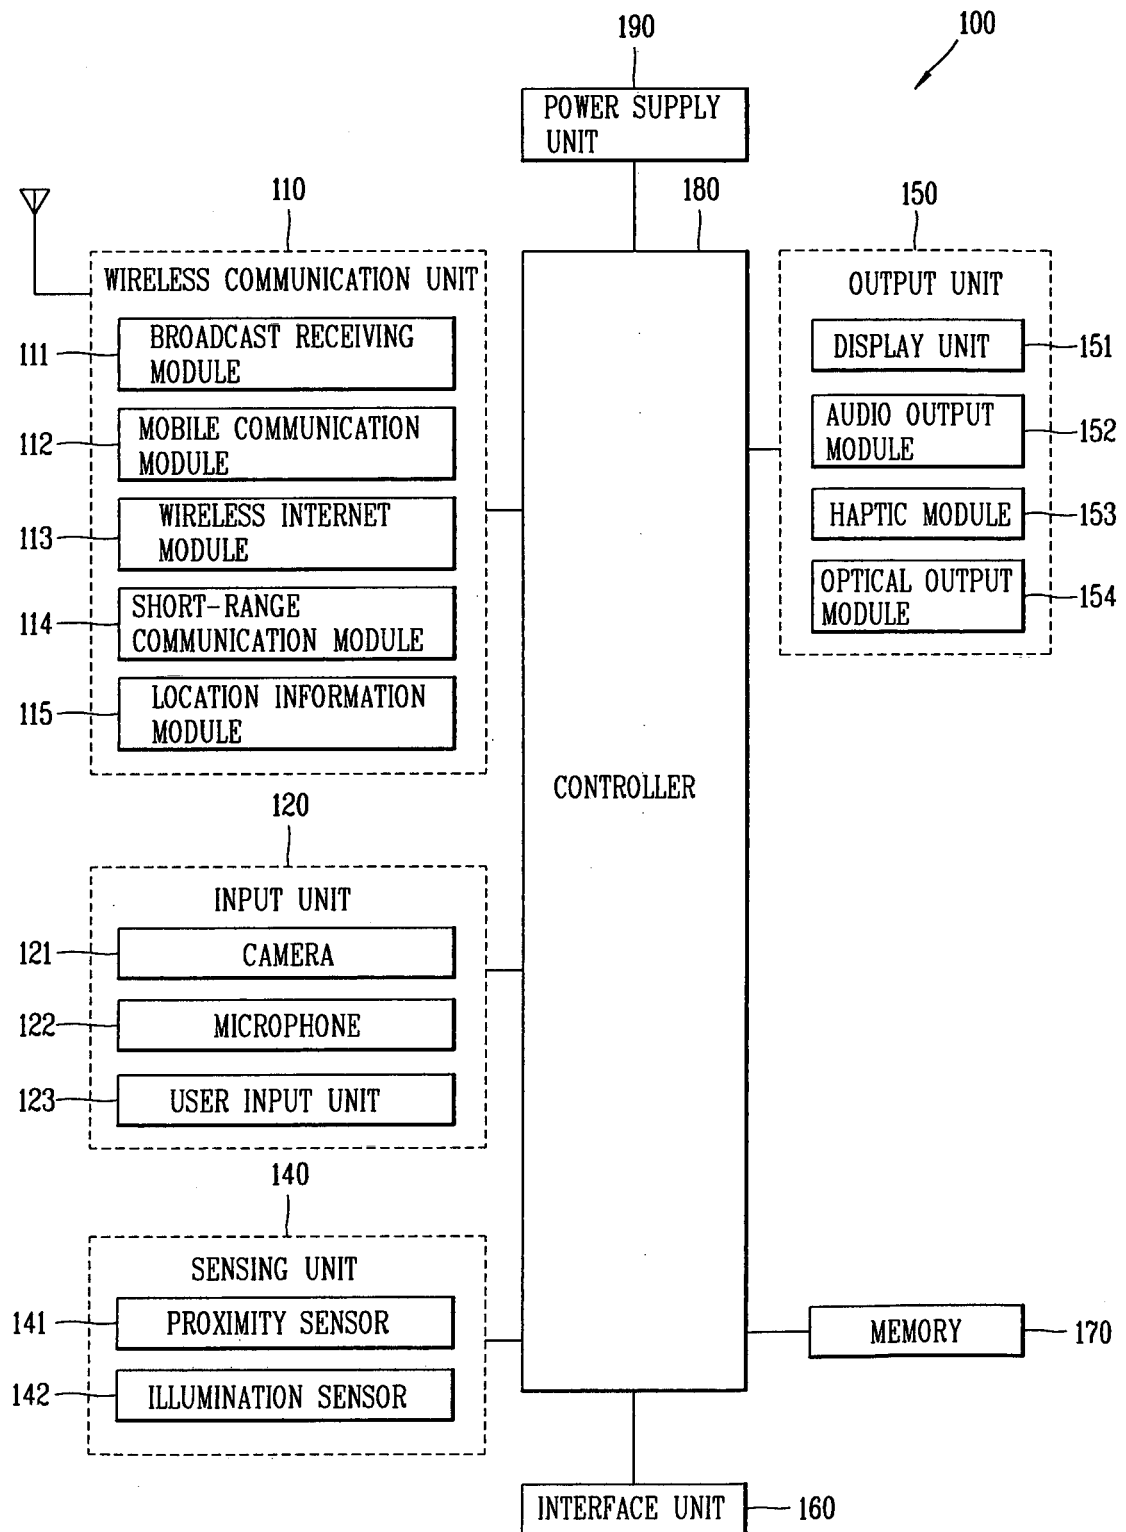 190
100
POWER SUPPLY
UNIT
110
180
150
WIRELESS COMMUNICATION UNIT
111
BROADCAST RECEIVING
MODULE
112
MOBILE COMMUNICATION
MODULE
113
WIRELESS INTERNET
MODULE
114
SHORT-RANGE
COMMUNICATION MODULE
115
LOCATION INFORMATION
MODULE
OUTPUT UNIT
DISPLAY UNIT
151
AUDIO OUTPUT
MODULE
152
HAPTIC MODULE
153
OPTICAL OUTPUT
MODULE
154
CONTROLLER
120
INPUT UNIT
121
CAMERA
122
MICROPHONE
123
USER INPUT UNIT
140
SENSING UNIT
141
PROXIMITY SENSOR
142
ILLUMINATION SENSOR
MEMORY
170
INTERFACE UNIT
160